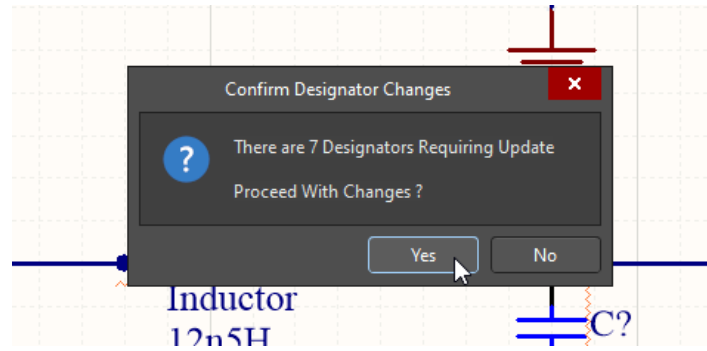 Confirm Designator Changes
There are 7 Designators Requiring Update
Proceed With Changes ?
Yes
No
Inductor
12n5H
C?